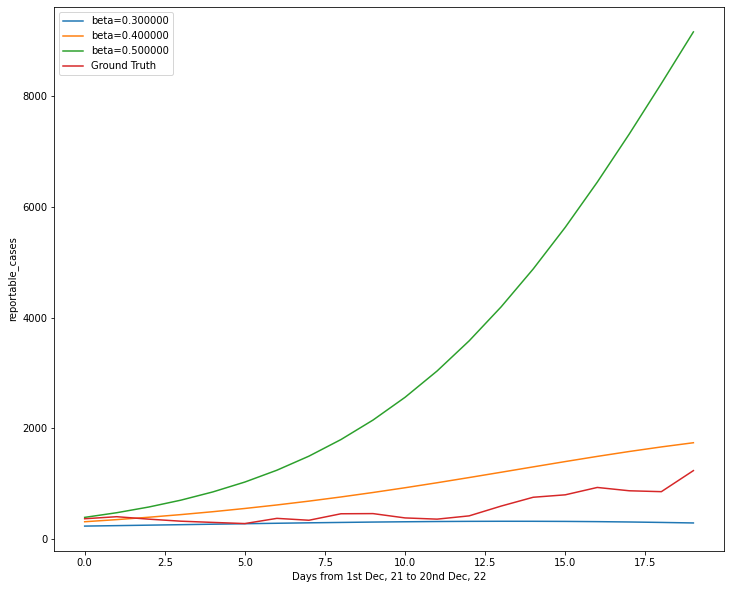 beta=0.300000
beta=0.400000
beta=0.500000
Ground Truth
8000
6000
4000
2000
0
reportable_cases
0.0 2.5 5.0 7.5 10.0 12.5 15.0 17.5
Days from 1st Dec, 21 to 20nd Dec, 22